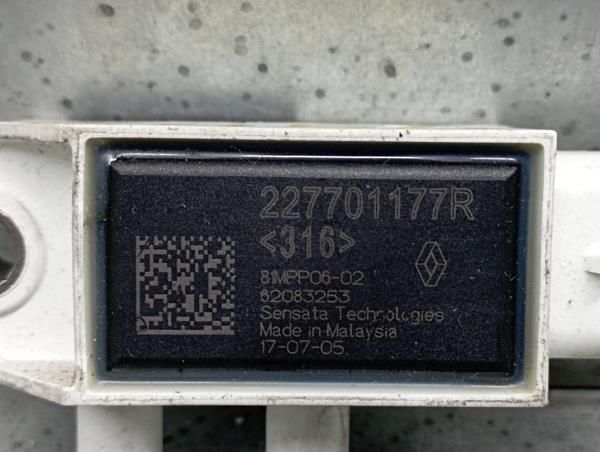 227701177R
<316>
81MPP06-02
62083253
Sensata Technologies
Made in Malaysia
17-07-05